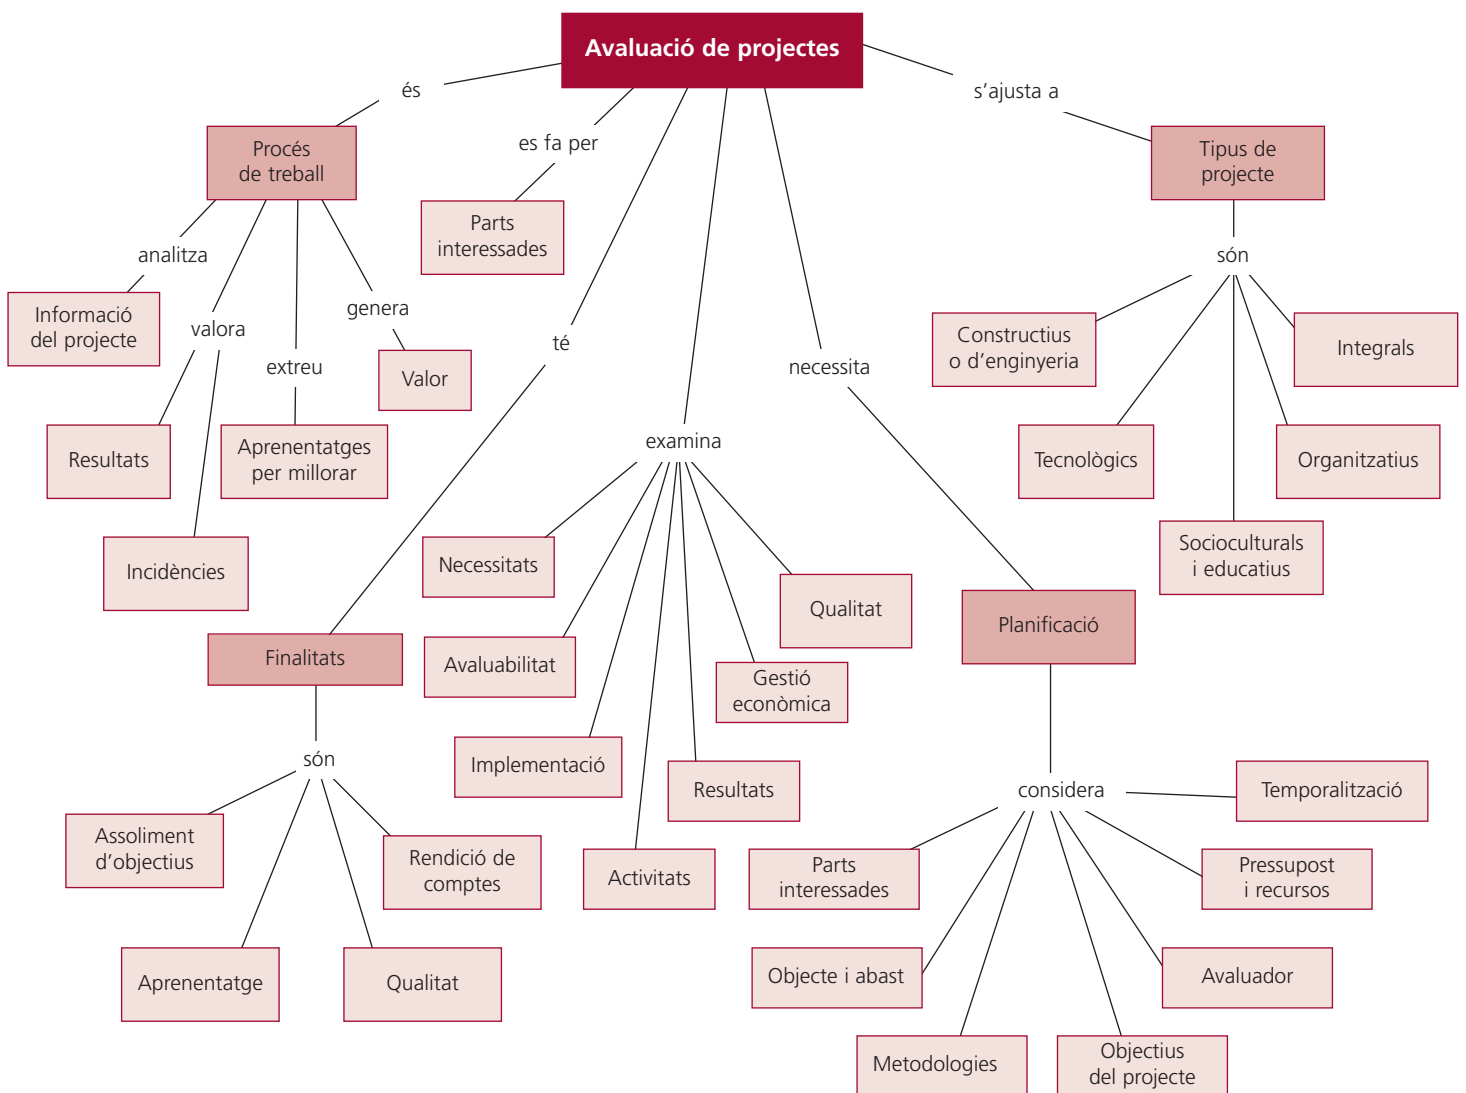 Avaluació de projectes
és
es fa per
s'ajusta a
Procés
de treball
Parts
interessades
Tipus de
projecte
analitza
valora
extreu
genera
té
necessita
són
Informació
del projecte
Valor
Resultats
Aprenentatges
per millorar
Incidències
Constructius
o d'enginyeria
Integrals
Tecnològics
Organitzatius
Socioculturals
i educatius
examina
Necessitats
Qualitat
Avaluabilitat
Gestió
econòmica
Implementació
Resultats
Activitats
Finalitats
són
Assoliment
d'objectius
Rendició de
comptes
Aprenentatge
Qualitat
Planificació
considera
Temporalització
Parts
interessades
Pressupost
i recursos
Objecte i abast
Avaluador
Metodologies
Objectius
del projecte